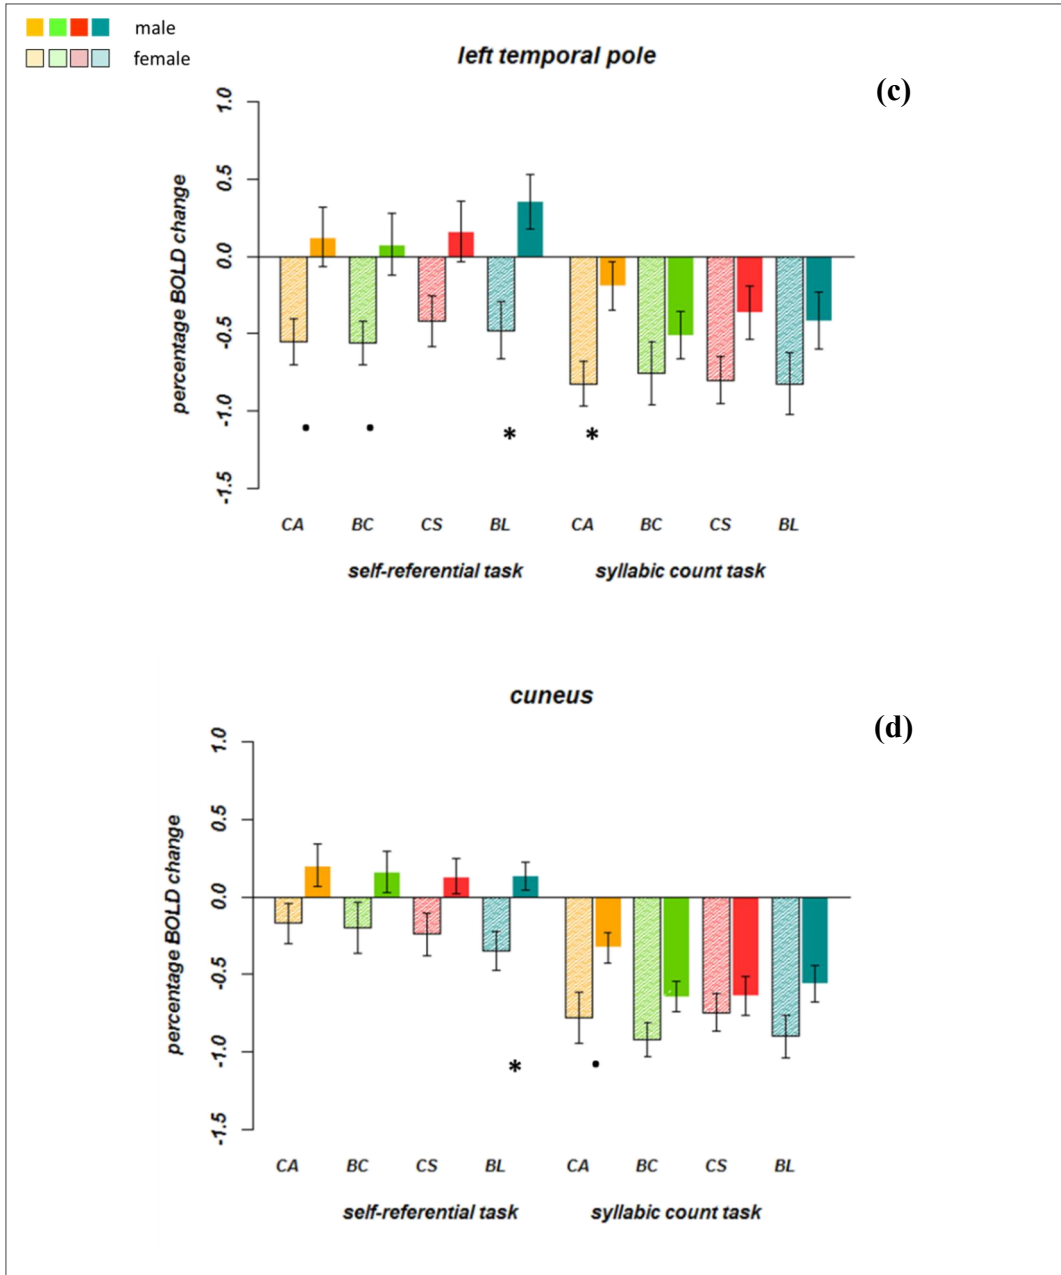 male
female
left temporal pole
(c)
percentage BOLD change
1.0
0.5
0.0
-0.5
-1.0
-1.5
• • * *
CA BC CS BL CA BC CS BL
self-referential task syllabic count task
cuneus
(d)
percentage BOLD change
1.0
0.5
0.0
-0.5
-1.0
-1.5
* •
CA BC CS BL CA BC CS BL
self-referential task syllabic count task